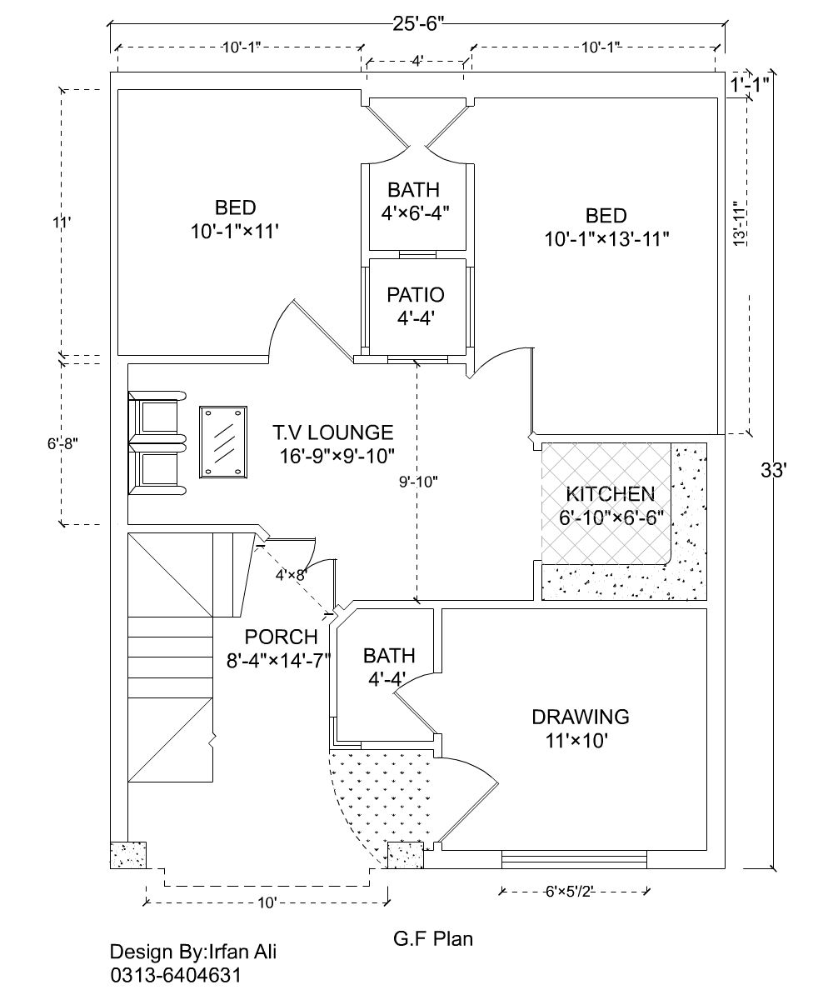 25'-6"
10'-1"
4'
10'-1"
1'-1"
BATH
4'×6'-4"
BED
10'-1"×11'
BED
10'-1"×13'-11"
11'
13'-11"
PATIO
4'-4'
6'-8"
T.V LOUNGE
16'-9"×9'-10"
9'-10"
33'
KITCHEN
6'-10"×6'-6"
4'×8'
PORCH
8'-4"×14'-7"
BATH
4'-4'
DRAWING
11'×10'
10'
6'×5'/2'
G.F Plan
Design By:Irfan Ali
0313-6404631